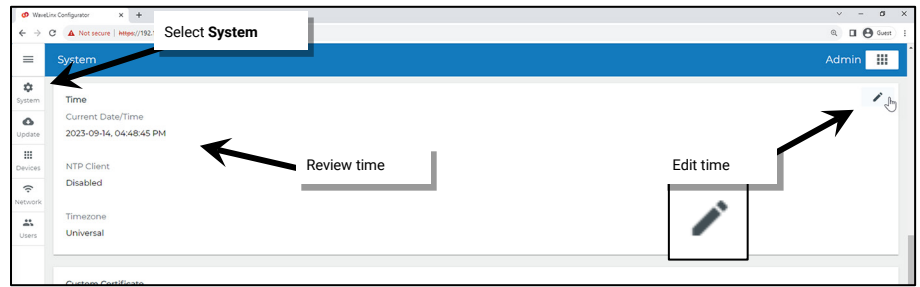 WaveLinx Configurator
Not secure | https://192.1
Guest
Select System
System
Admin
System
Update
Devices
Network
Users
Time
Current Date/Time
2023-09-14, 04:48:45 PM
NTP Client
Disabled
Timezone
Universal
Review time
Edit time
Custom Certificate